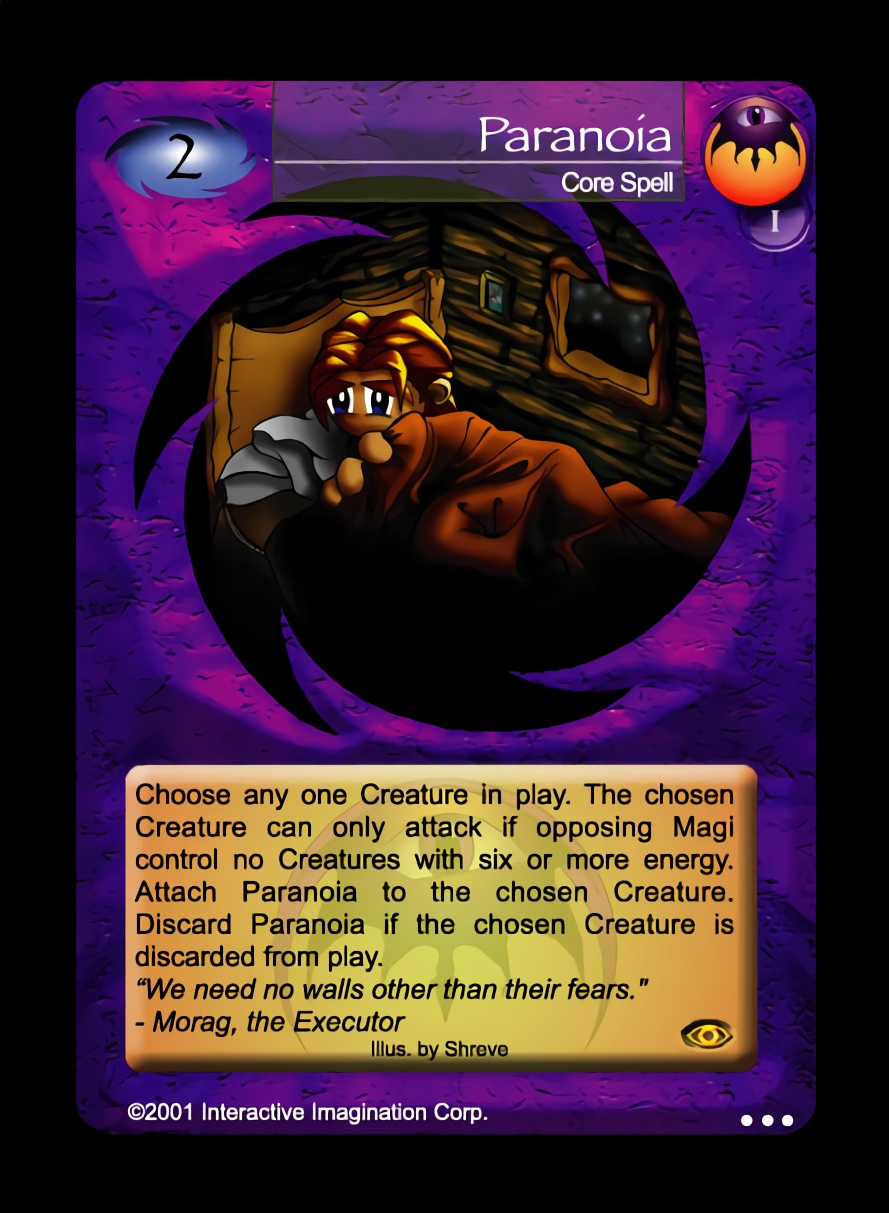 2
Paranoia
Core Spell
I
Choose any one Creature in play. The chosen
Creature can only attack if opposing Magi
control no Creatures with six or more energy.
Attach Paranoia to the chosen Creature.
Discard Paranoia if the chosen Creature is
discarded from play.
“We need no walls other than their fears."
- Morag, the Executor
Illus. by Shreve
©2001 Interactive Imagination Corp.